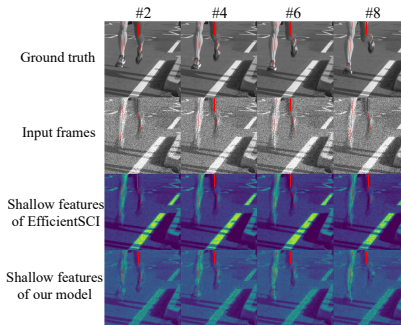 #2 #4 #6 #8
Ground truth
Input frames
Shallow features
of EfficientSCI
Shallow features
of our model